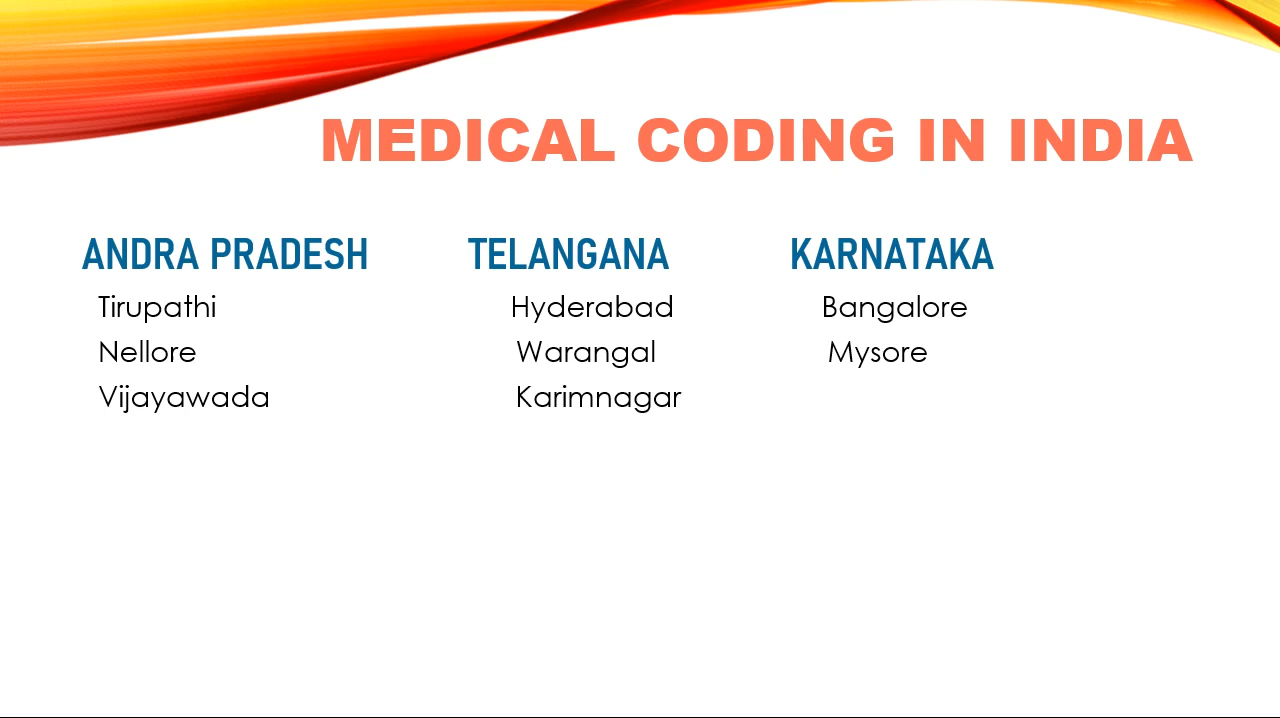 MEDICAL CODING IN INDIA
ANDRA PRADESH TELANGANA KARNATAKA
Tirupathi Hyderabad Bangalore
Nellore Warangal Mysore
Vijayawada Karimnagar